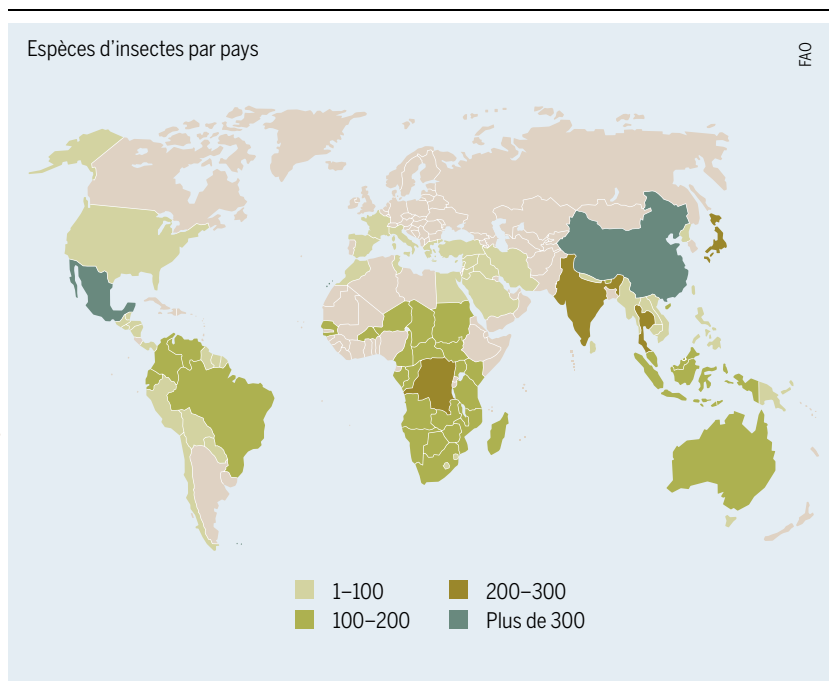 Espèces d'insectes par pays
FAO
1–100
100–200
200–300
Plus de 300